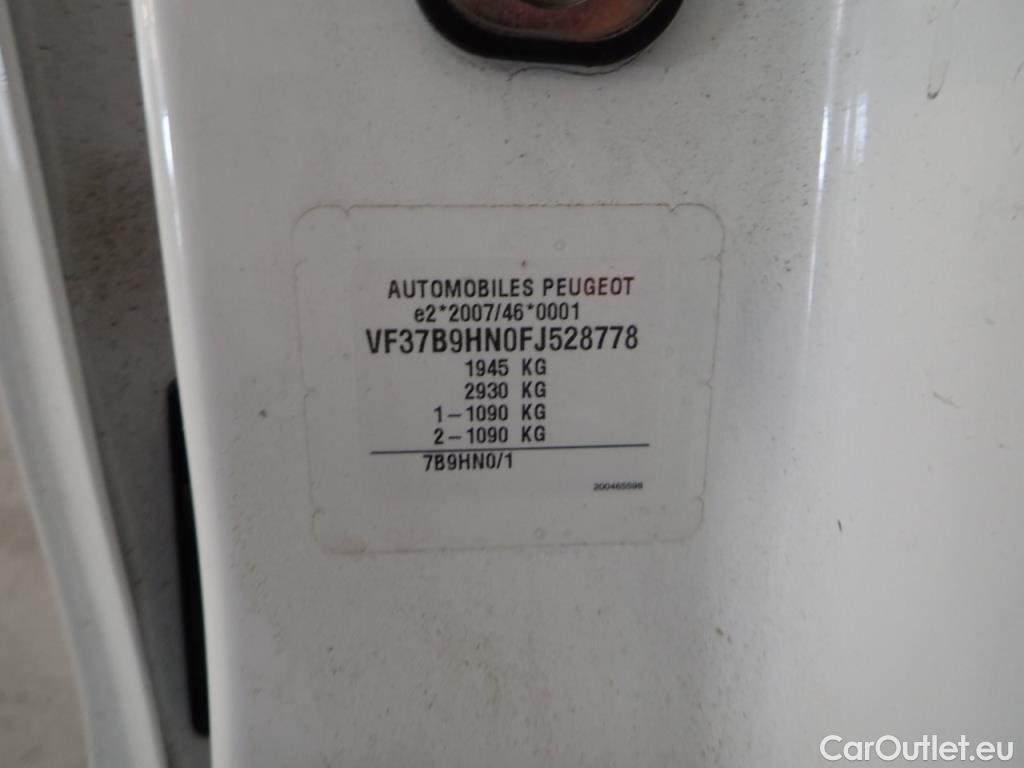 AUTOMOBILES PEUGEOT
e2*2007/46*0001
VF37B9HN0FJ528778
1945 KG
2930 KG
1-1090 KG
2-1090 KG
7B9HN0/1
200465598
CarOutlet.eu